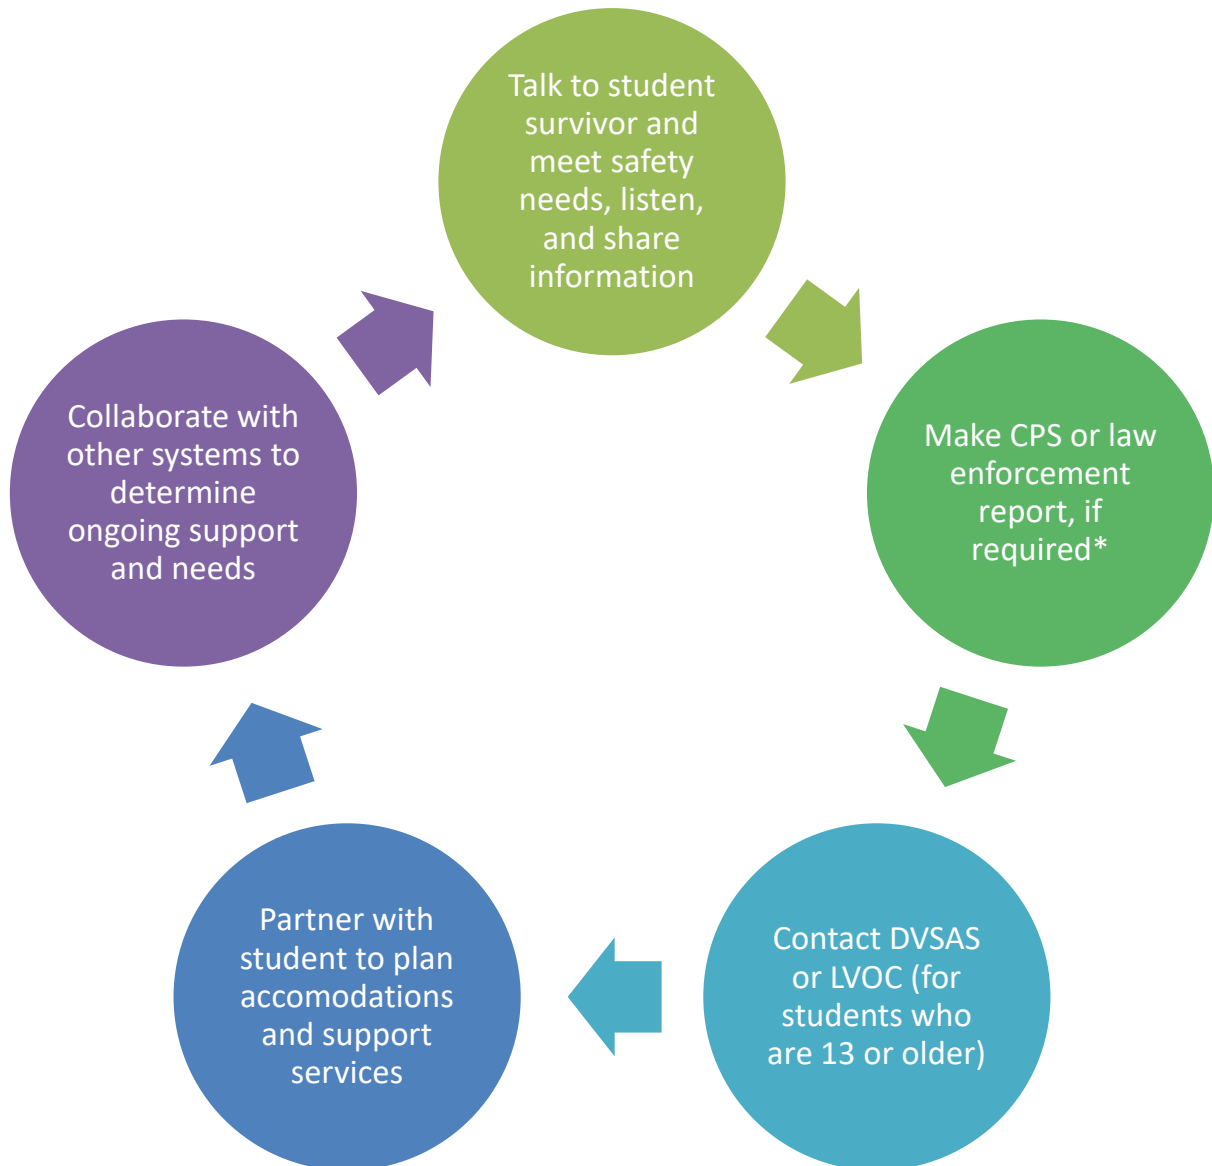 Talk to student
survivor and
meet safety
needs, listen,
and share
information
Make CPS or law
enforcement
report, if
required*
Contact DVSAS
or LVOC (for
students who
are 13 or older)
Partner with
student to plan
accomodations
and support
services
Collaborate with
other systems to
determine
ongoing support
and needs